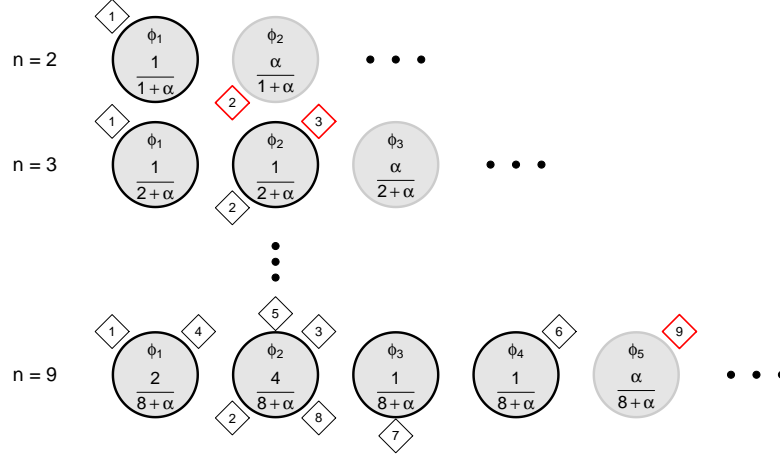 1
n = 2 ϕ₁ 1/(1+α) ϕ₂ α/(1+α) • • •
2
1 3
n = 3 ϕ₁ 1/(2+α) ϕ₂ 1/(2+α) ϕ₃ α/(2+α) • • •
2
1 4 5 3 6 9
n = 9 ϕ₁ 2/(8+α) ϕ₂ 4/(8+α) ϕ₃ 1/(8+α) ϕ₄ 1/(8+α) ϕ₅ α/(8+α) • • •
2 8 7